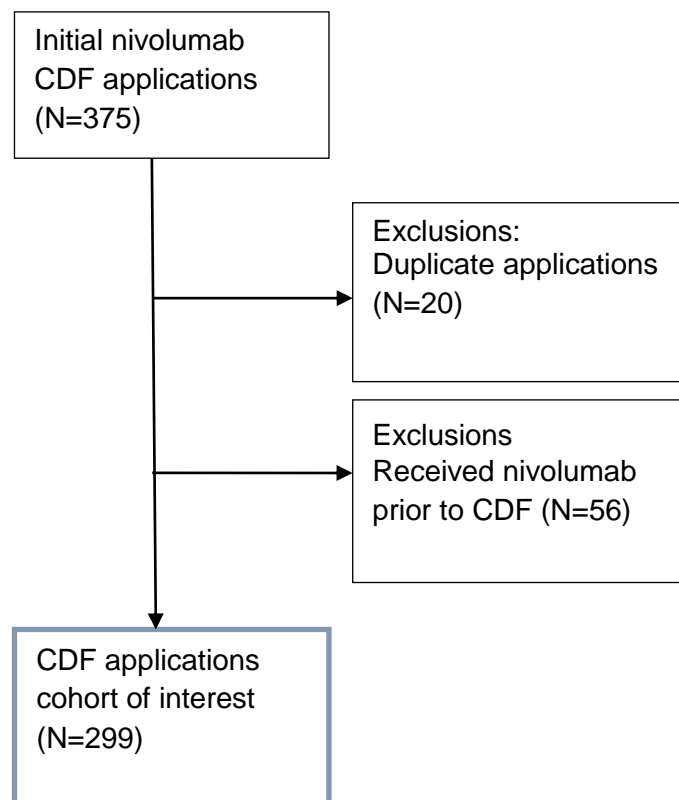 Initial nivolumab
CDF applications
(N=375)
Exclusions:
Duplicate applications
(N=20)
Exclusions
Received nivolumab
prior to CDF (N=56)
CDF applications
cohort of interest
(N=299)